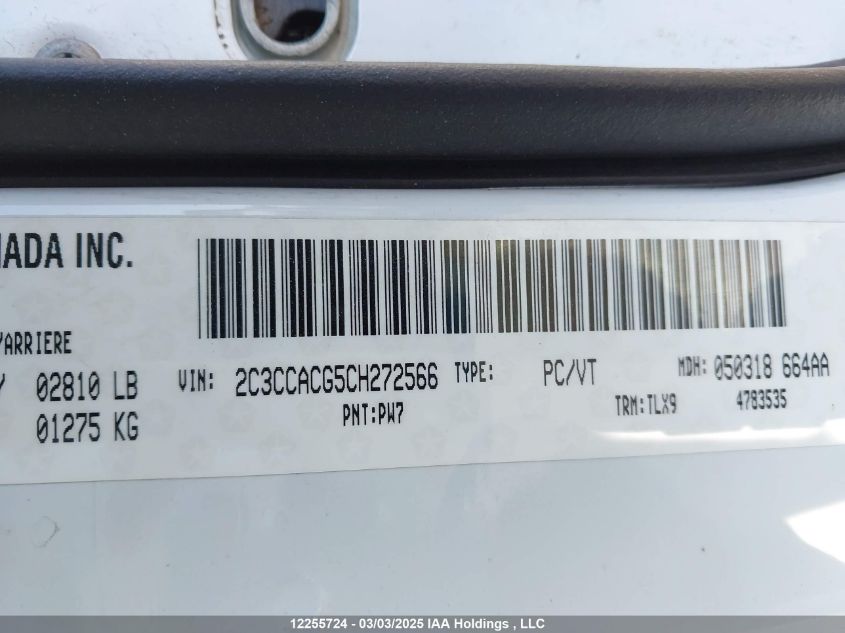 NADA INC.
/ARRIERE
02810 LB VIN: 2C3CCACG5CH272566 TYPE: PC/VT MDH: 050318 664AA
01275 KG PNT:PW7 TRM:TLX9 4783535
12255724 - 03/03/2025 IAA Holdings , LLC